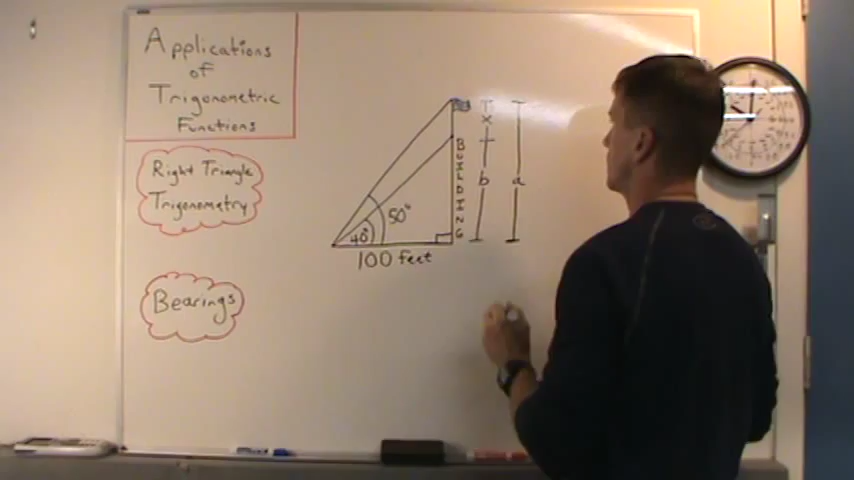 Applications
of
Trigonometric
Functions
Right Triangle
Trigonometry
Bearings
BUILDING
40°
50°
100 feet
x
b
a